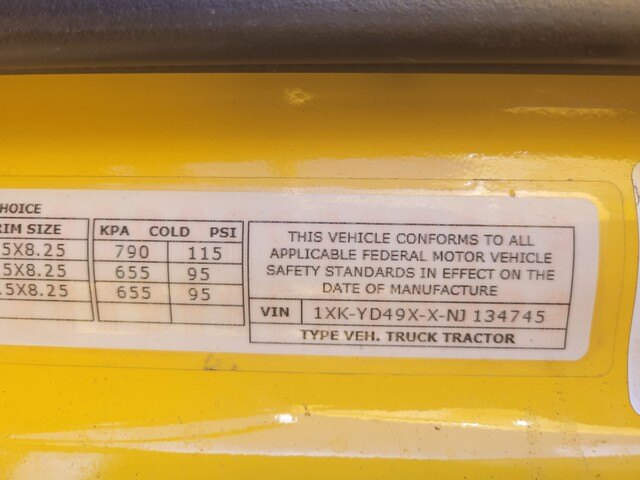 HOICE
RIM SIZE KPA COLD PSI
5X8.25 790 115
5X8.25 655 95
.5X8.25 655 95
THIS VEHICLE CONFORMS TO ALL
APPLICABLE FEDERAL MOTOR VEHICLE
SAFETY STANDARDS IN EFFECT ON THE
DATE OF MANUFACTURE
VIN 1XK-YD49X-X-NJ 134745
TYPE VEH. TRUCK TRACTOR